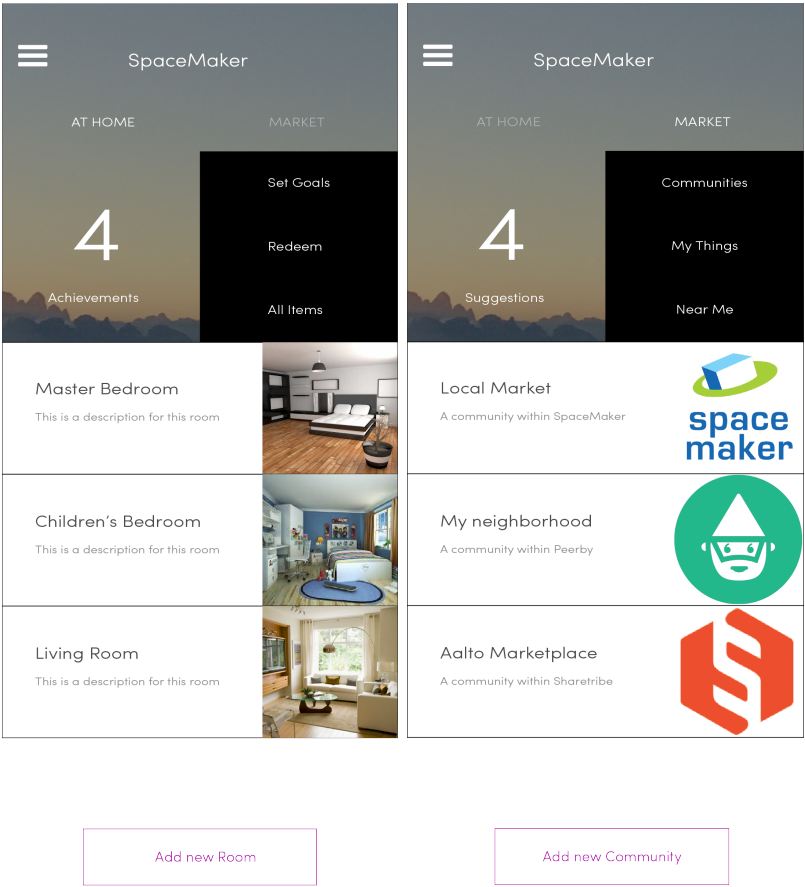 SpaceMaker
AT HOME
MARKET
4
Achievements
Set Goals
Redeem
All Items
Master Bedroom
This is a description for this room
Children's Bedroom
This is a description for this room
Living Room
This is a description for this room
Add new Room
SpaceMaker
AT HOME
MARKET
4
Suggestions
Communities
My Things
Near Me
Local Market
A community within SpaceMaker
space
maker
My neighborhood
A community within Peerby
Aalto Marketplace
A community within Sharetribe
Add new Community